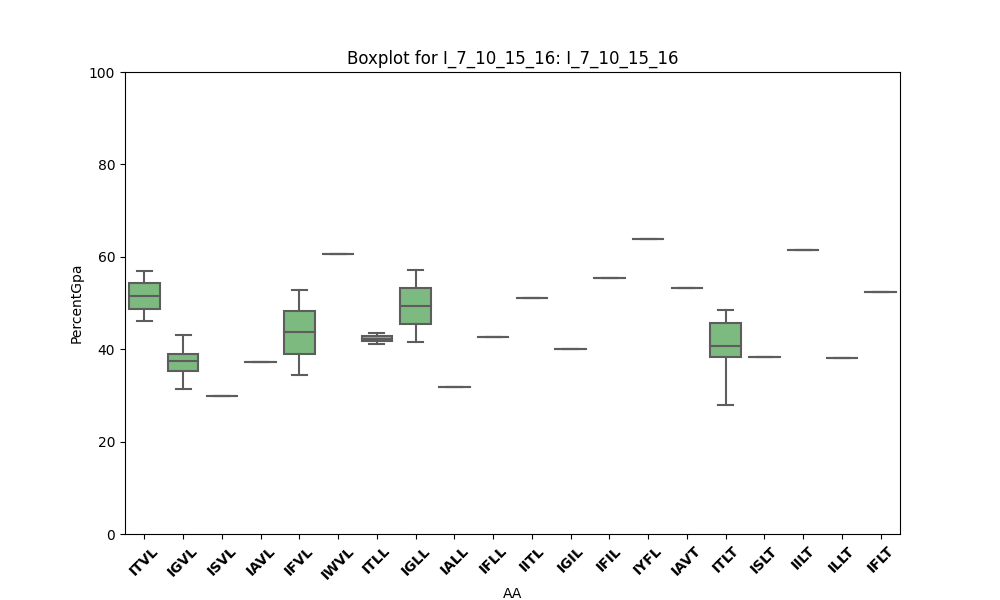 Boxplot for I_7_10_15_16: I_7_10_15_16
100
80
60
40
20
0
PercentGpa
ITVL IGVL ISVL IAVL IFVL IWVL ITLL IGLL IALL IFLL IITL IGIL IFIL IYFL IAVT ITLT ISLT IILT ILLT IFLT
AA